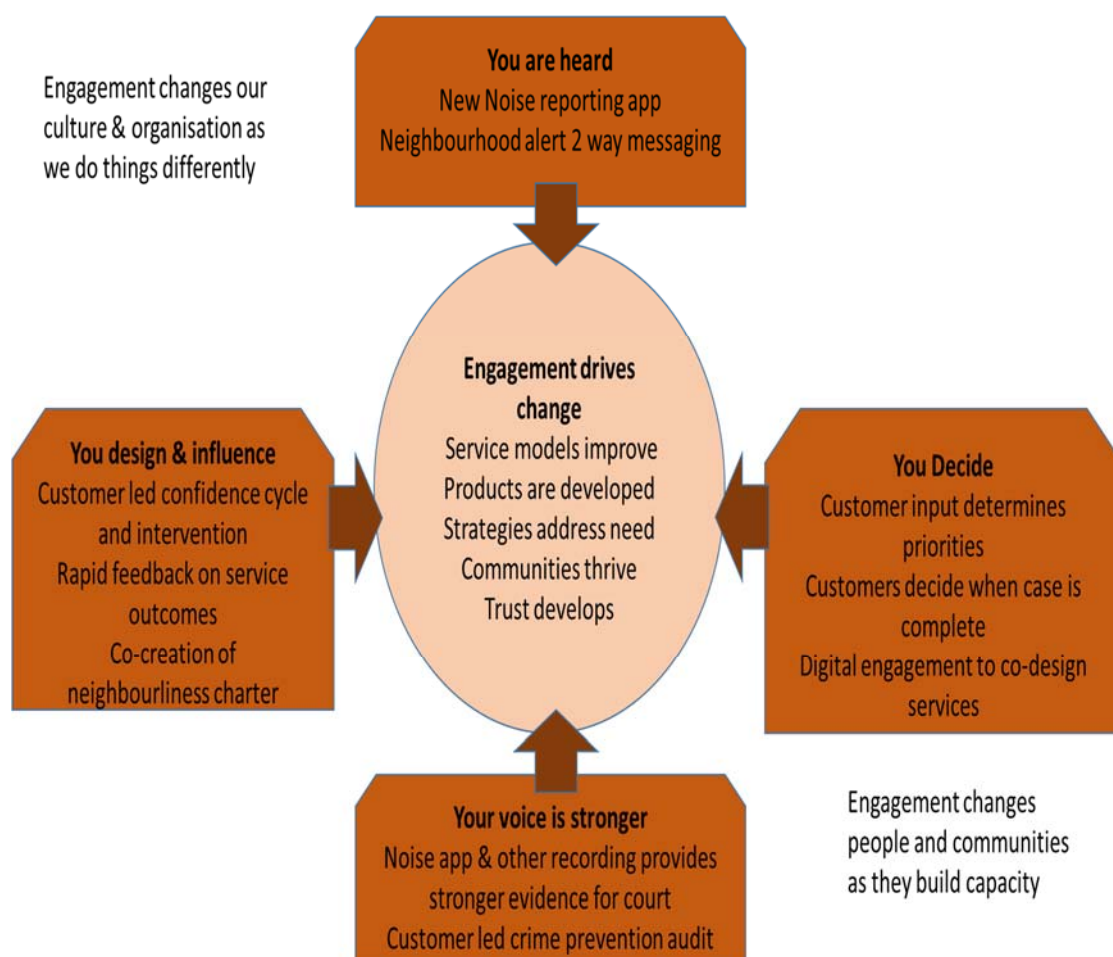 You are heard
New Noise reporting app
Neighbourhood alert 2 way messaging
Engagement changes our
culture & organisation as
we do things differently
Engagement drives
change
Service models improve
Products are developed
Strategies address need
Communities thrive
Trust develops
You design & influence
Customer led confidence cycle
and intervention
Rapid feedback on service
outcomes
Co-creation of
neighbourliness charter
You Decide
Customer input determines
priorities
Customers decide when case is
complete
Digital engagement to co-design
services
Your voice is stronger
Noise app & other recording provides
stronger evidence for court
Customer led crime prevention audit
Engagement changes
people and communities
as they build capacity